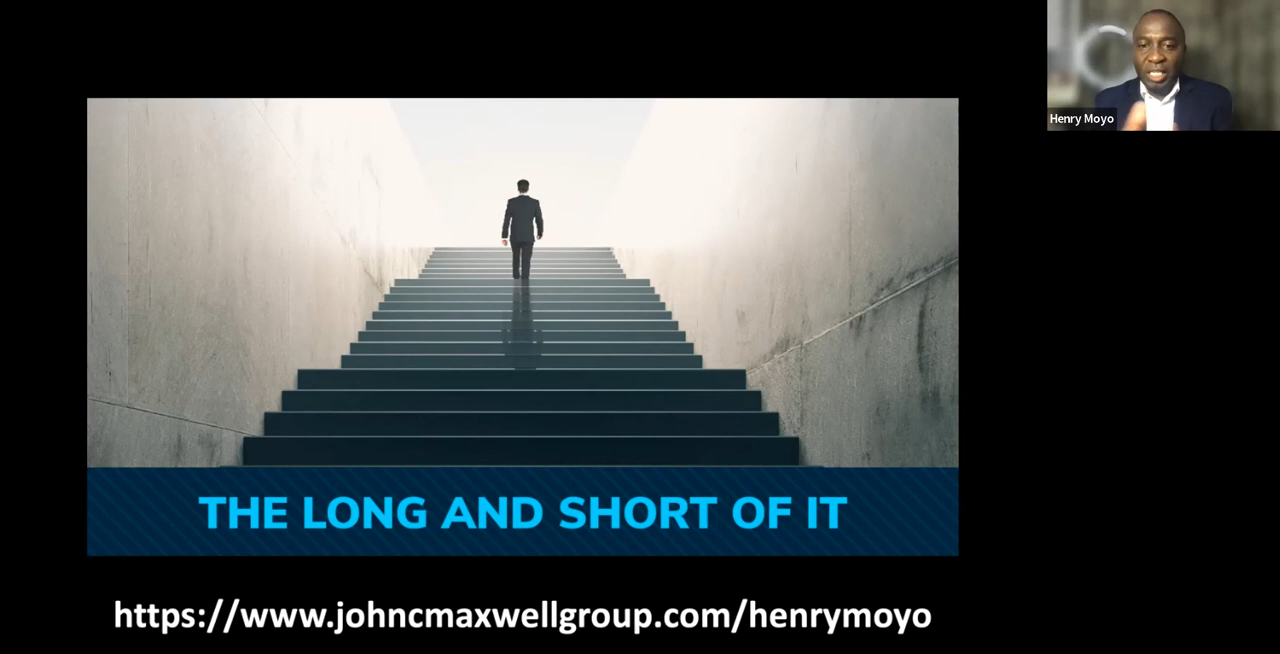 Henry Moyo
THE LONG AND SHORT OF IT
https://www.johncmaxwellgroup.com/henrymoyo